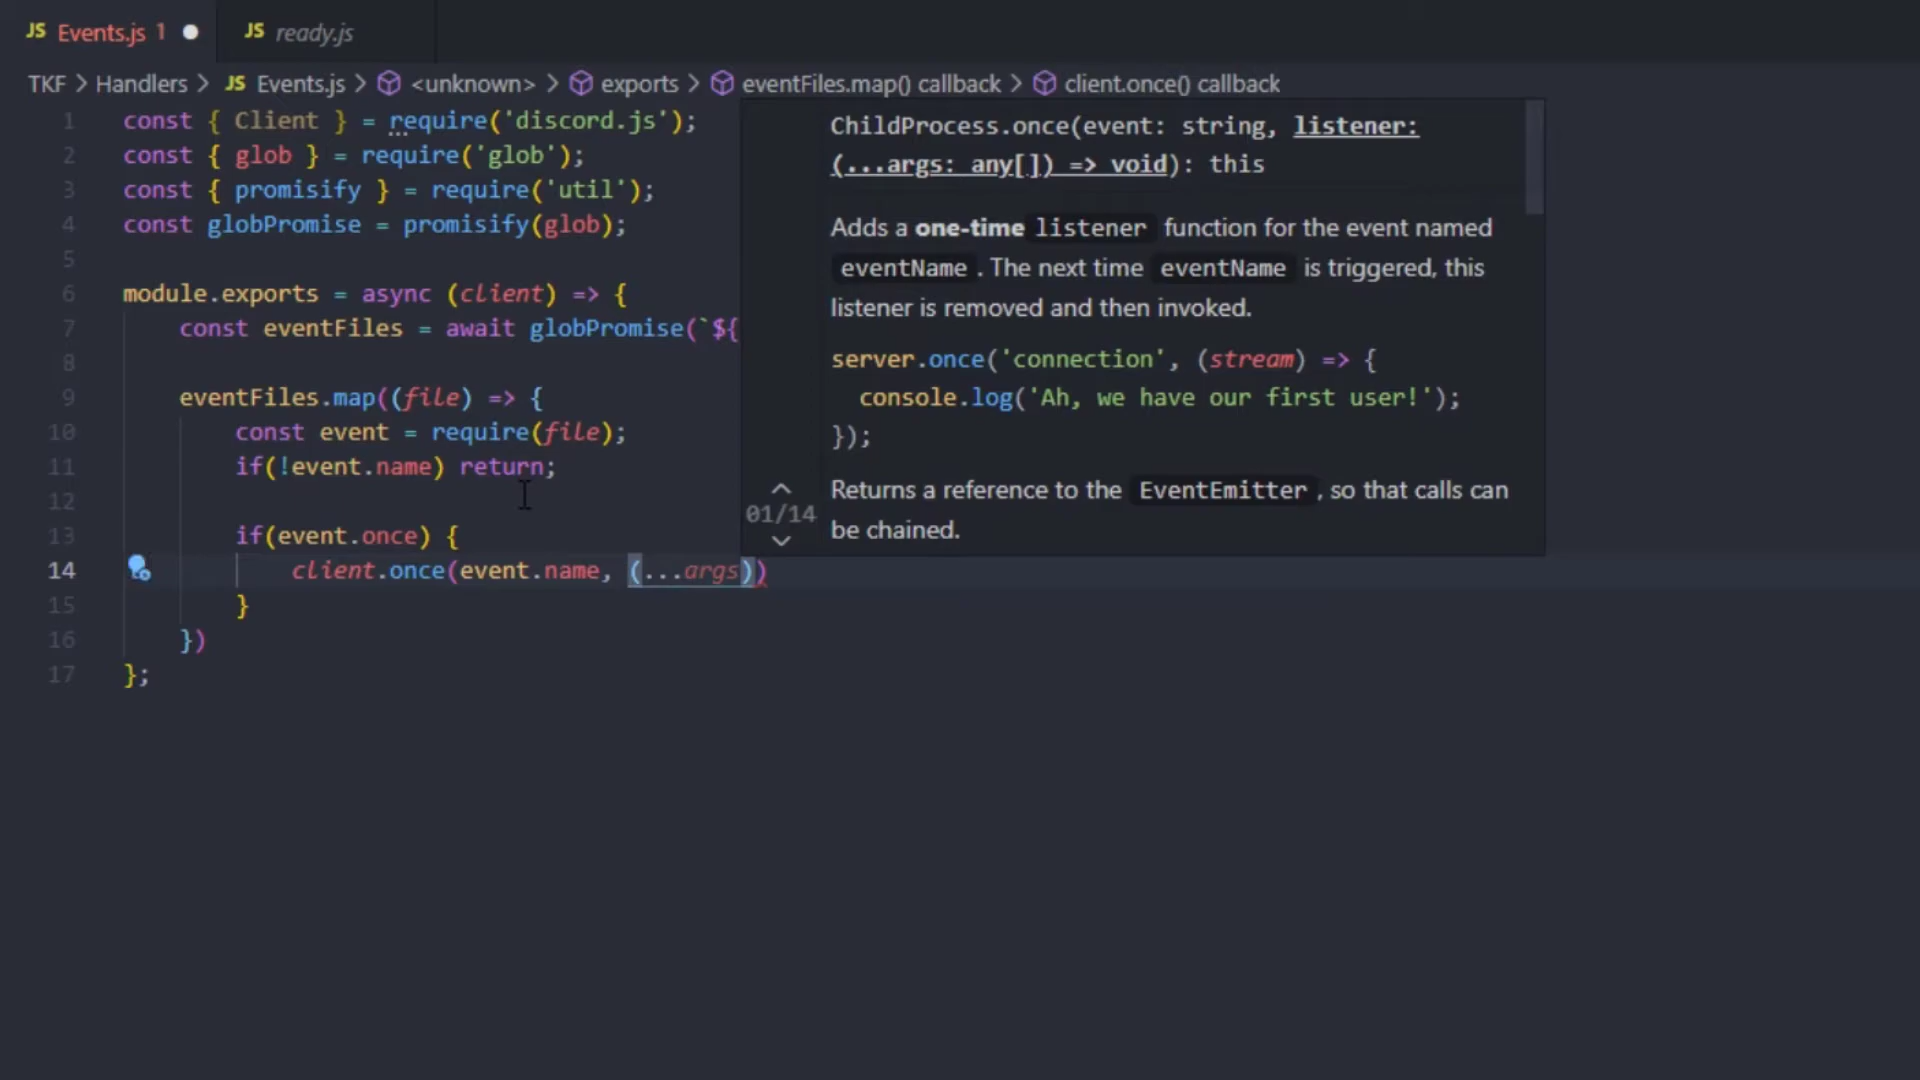 JS Events.js 1 ● JS ready.js
TKF > Handlers > JS Events.js > <unknown> > exports > eventFiles.map() callback > client.once() callback
1 const { Client } = require('discord.js');
2 const { glob } = require('glob');
3 const { promisify } = require('util');
4 const globPromise = promisify(glob);
5
6 module.exports = async (client) => {
7 const eventFiles = await globPromise(`${
8
9 eventFiles.map((file) => {
10 const event = require(file);
11 if(!event.name) return;
12
13 if(event.once) {
14 client.once(event.name, (...args))
15 }
16 })
17 };
ChildProcess.once(event: string, listener:
(...args: any[]) => void): this
Adds a one-time listener function for the event named
eventName . The next time eventName is triggered, this
listener is removed and then invoked.
server.once('connection', (stream) => {
console.log('Ah, we have our first user!');
});
01/14
Returns a reference to the EventEmitter , so that calls can
be chained.